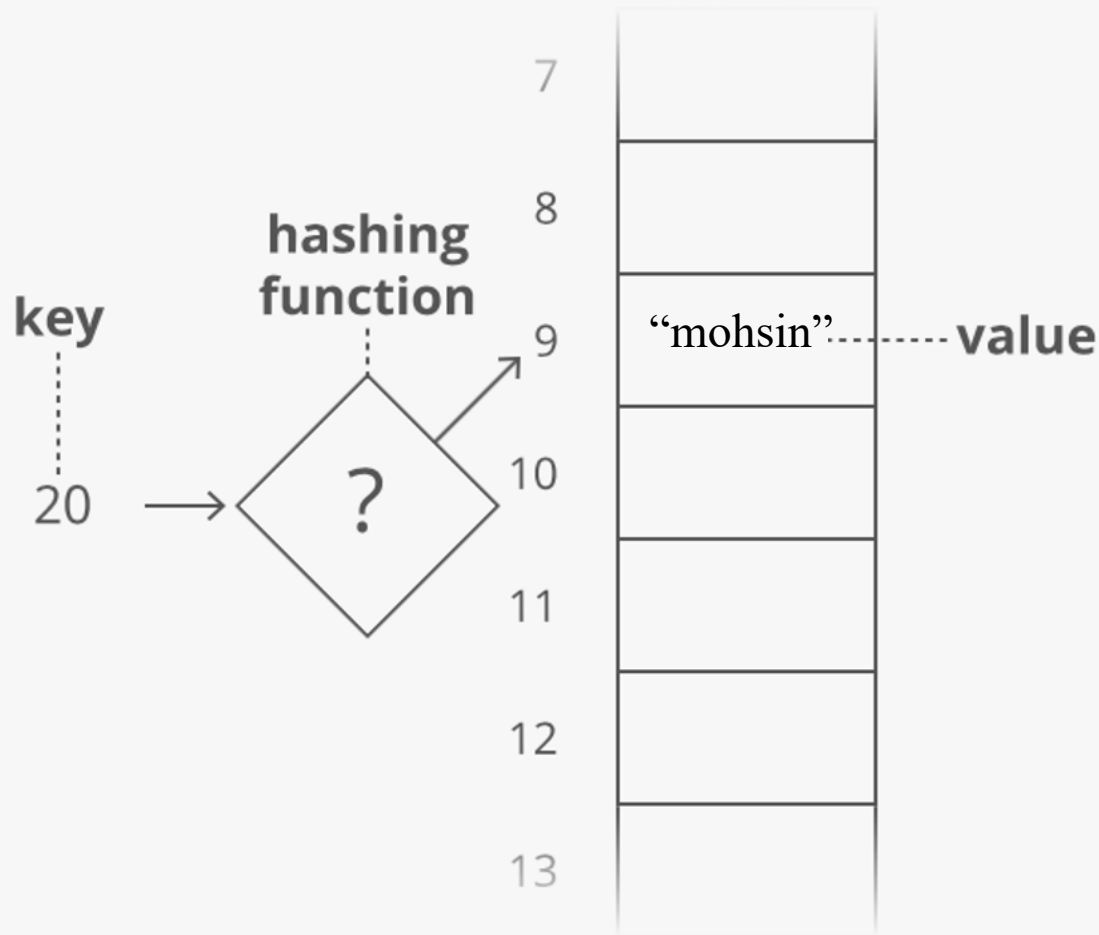 key
20
hashing
function
?
7
8
9
10
11
12
13
“mohsin”
value